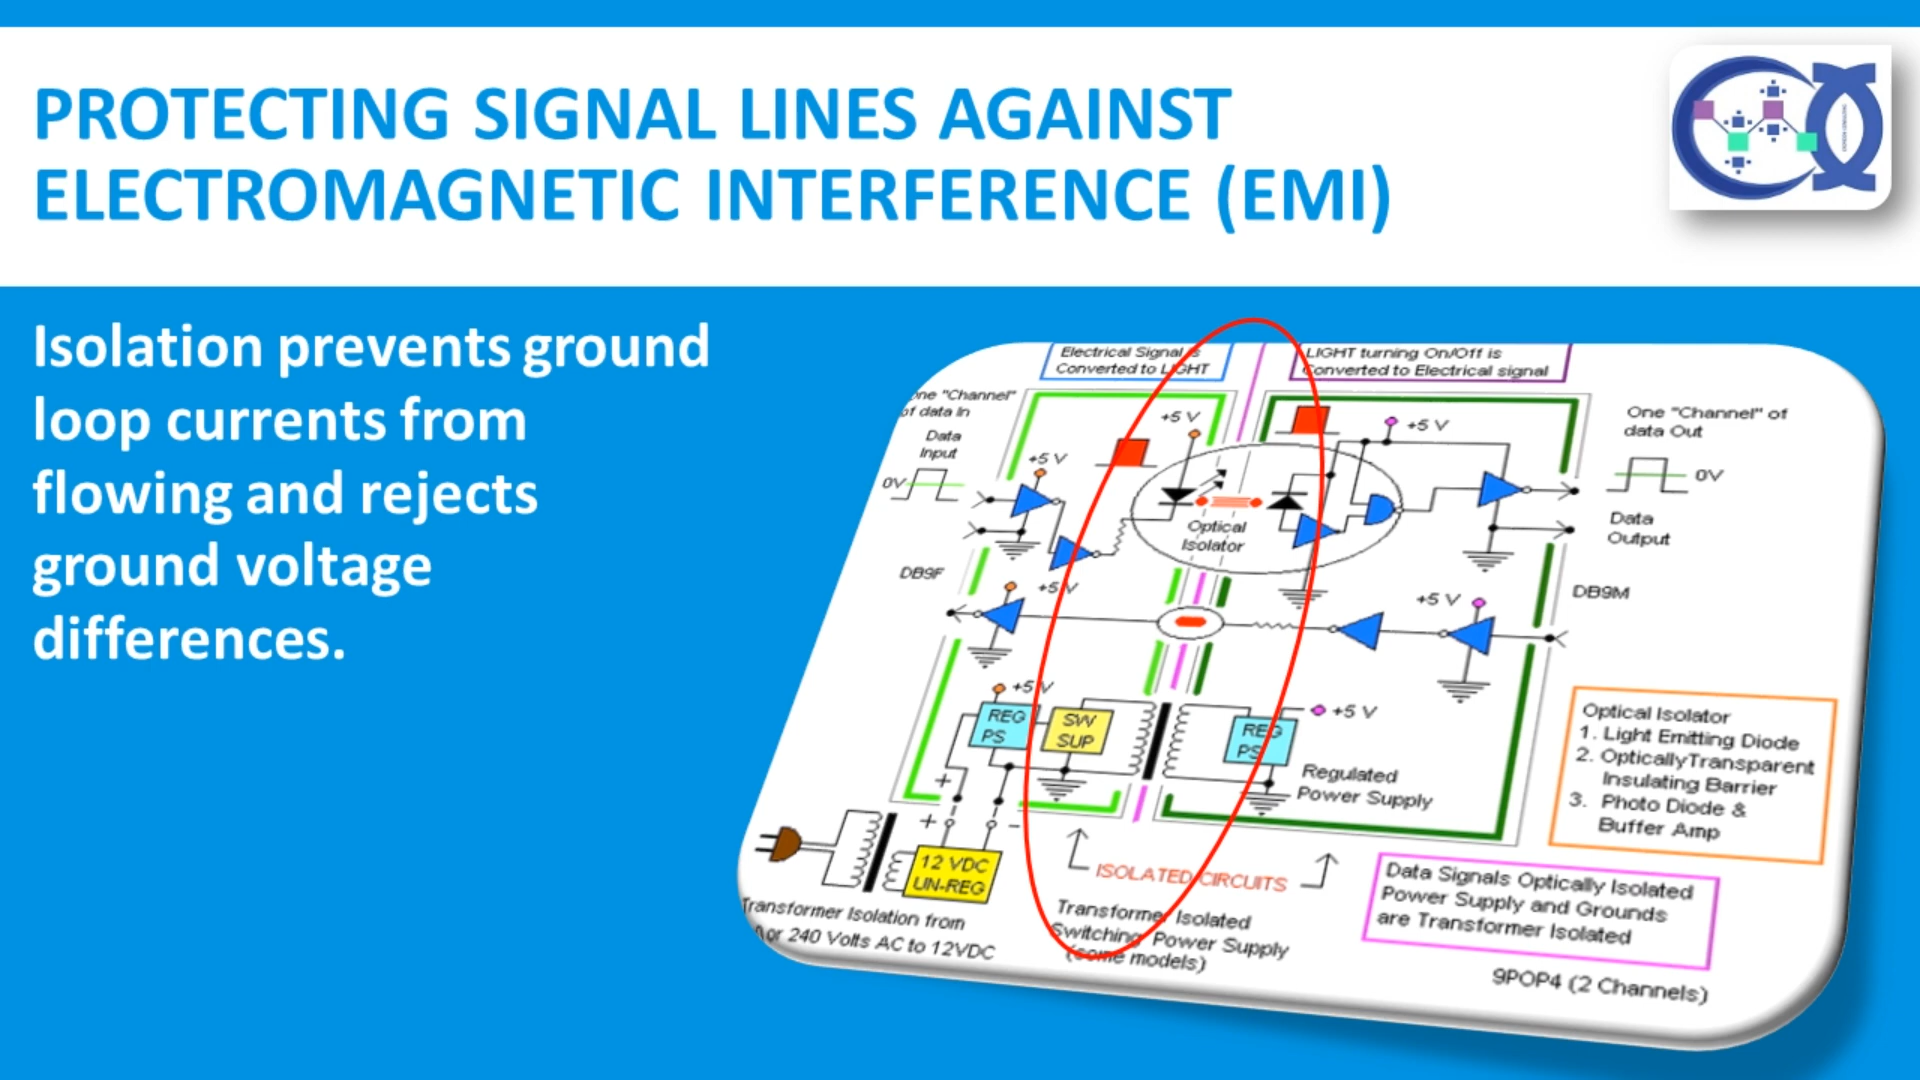 PROTECTING SIGNAL LINES AGAINST
ELECTROMAGNETIC INTERFERENCE (EMI)
Isolation prevents ground
loop currents from
flowing and rejects
ground voltage
differences.
Electrical Signal is
Converted to LIGHT
LIGHT turning On/Off is
Converted to Electrical signal
One "Channel"
of data In
Data
Input
0V
+5 V
+5 V
+5 V
One "Channel" of
data Out
0V
Data
Output
Optical
Isolator
DB9F
+5 V
+5 V
DB9M
+5 V
REG
PS
SW
SUP
REG
PS
+5 V
Regulated
Power Supply
Optical Isolator
1. Light Emitting Diode
2. OpticallyTransparent
Insulating Barrier
3. Photo Diode &
Buffer Amp
+
+
-
12 VDC
UN-REG
ISOLATED CIRCUITS
Transformer Isolation from
or 240 Volts AC to 12VDC
Transformer Isolated
Switching Power Supply
(some models)
Data Signals Optically Isolated
Power Supply and Grounds
are Transformer Isolated
9POP4 (2 Channels)